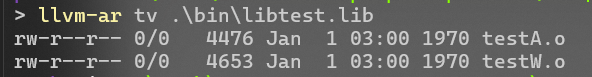 > llvm-ar tv .\bin\libtest.lib
rw-r--r-- 0/0   4476 Jan  1 03:00 1970 testA.o
rw-r--r-- 0/0   4653 Jan  1 03:00 1970 testW.o